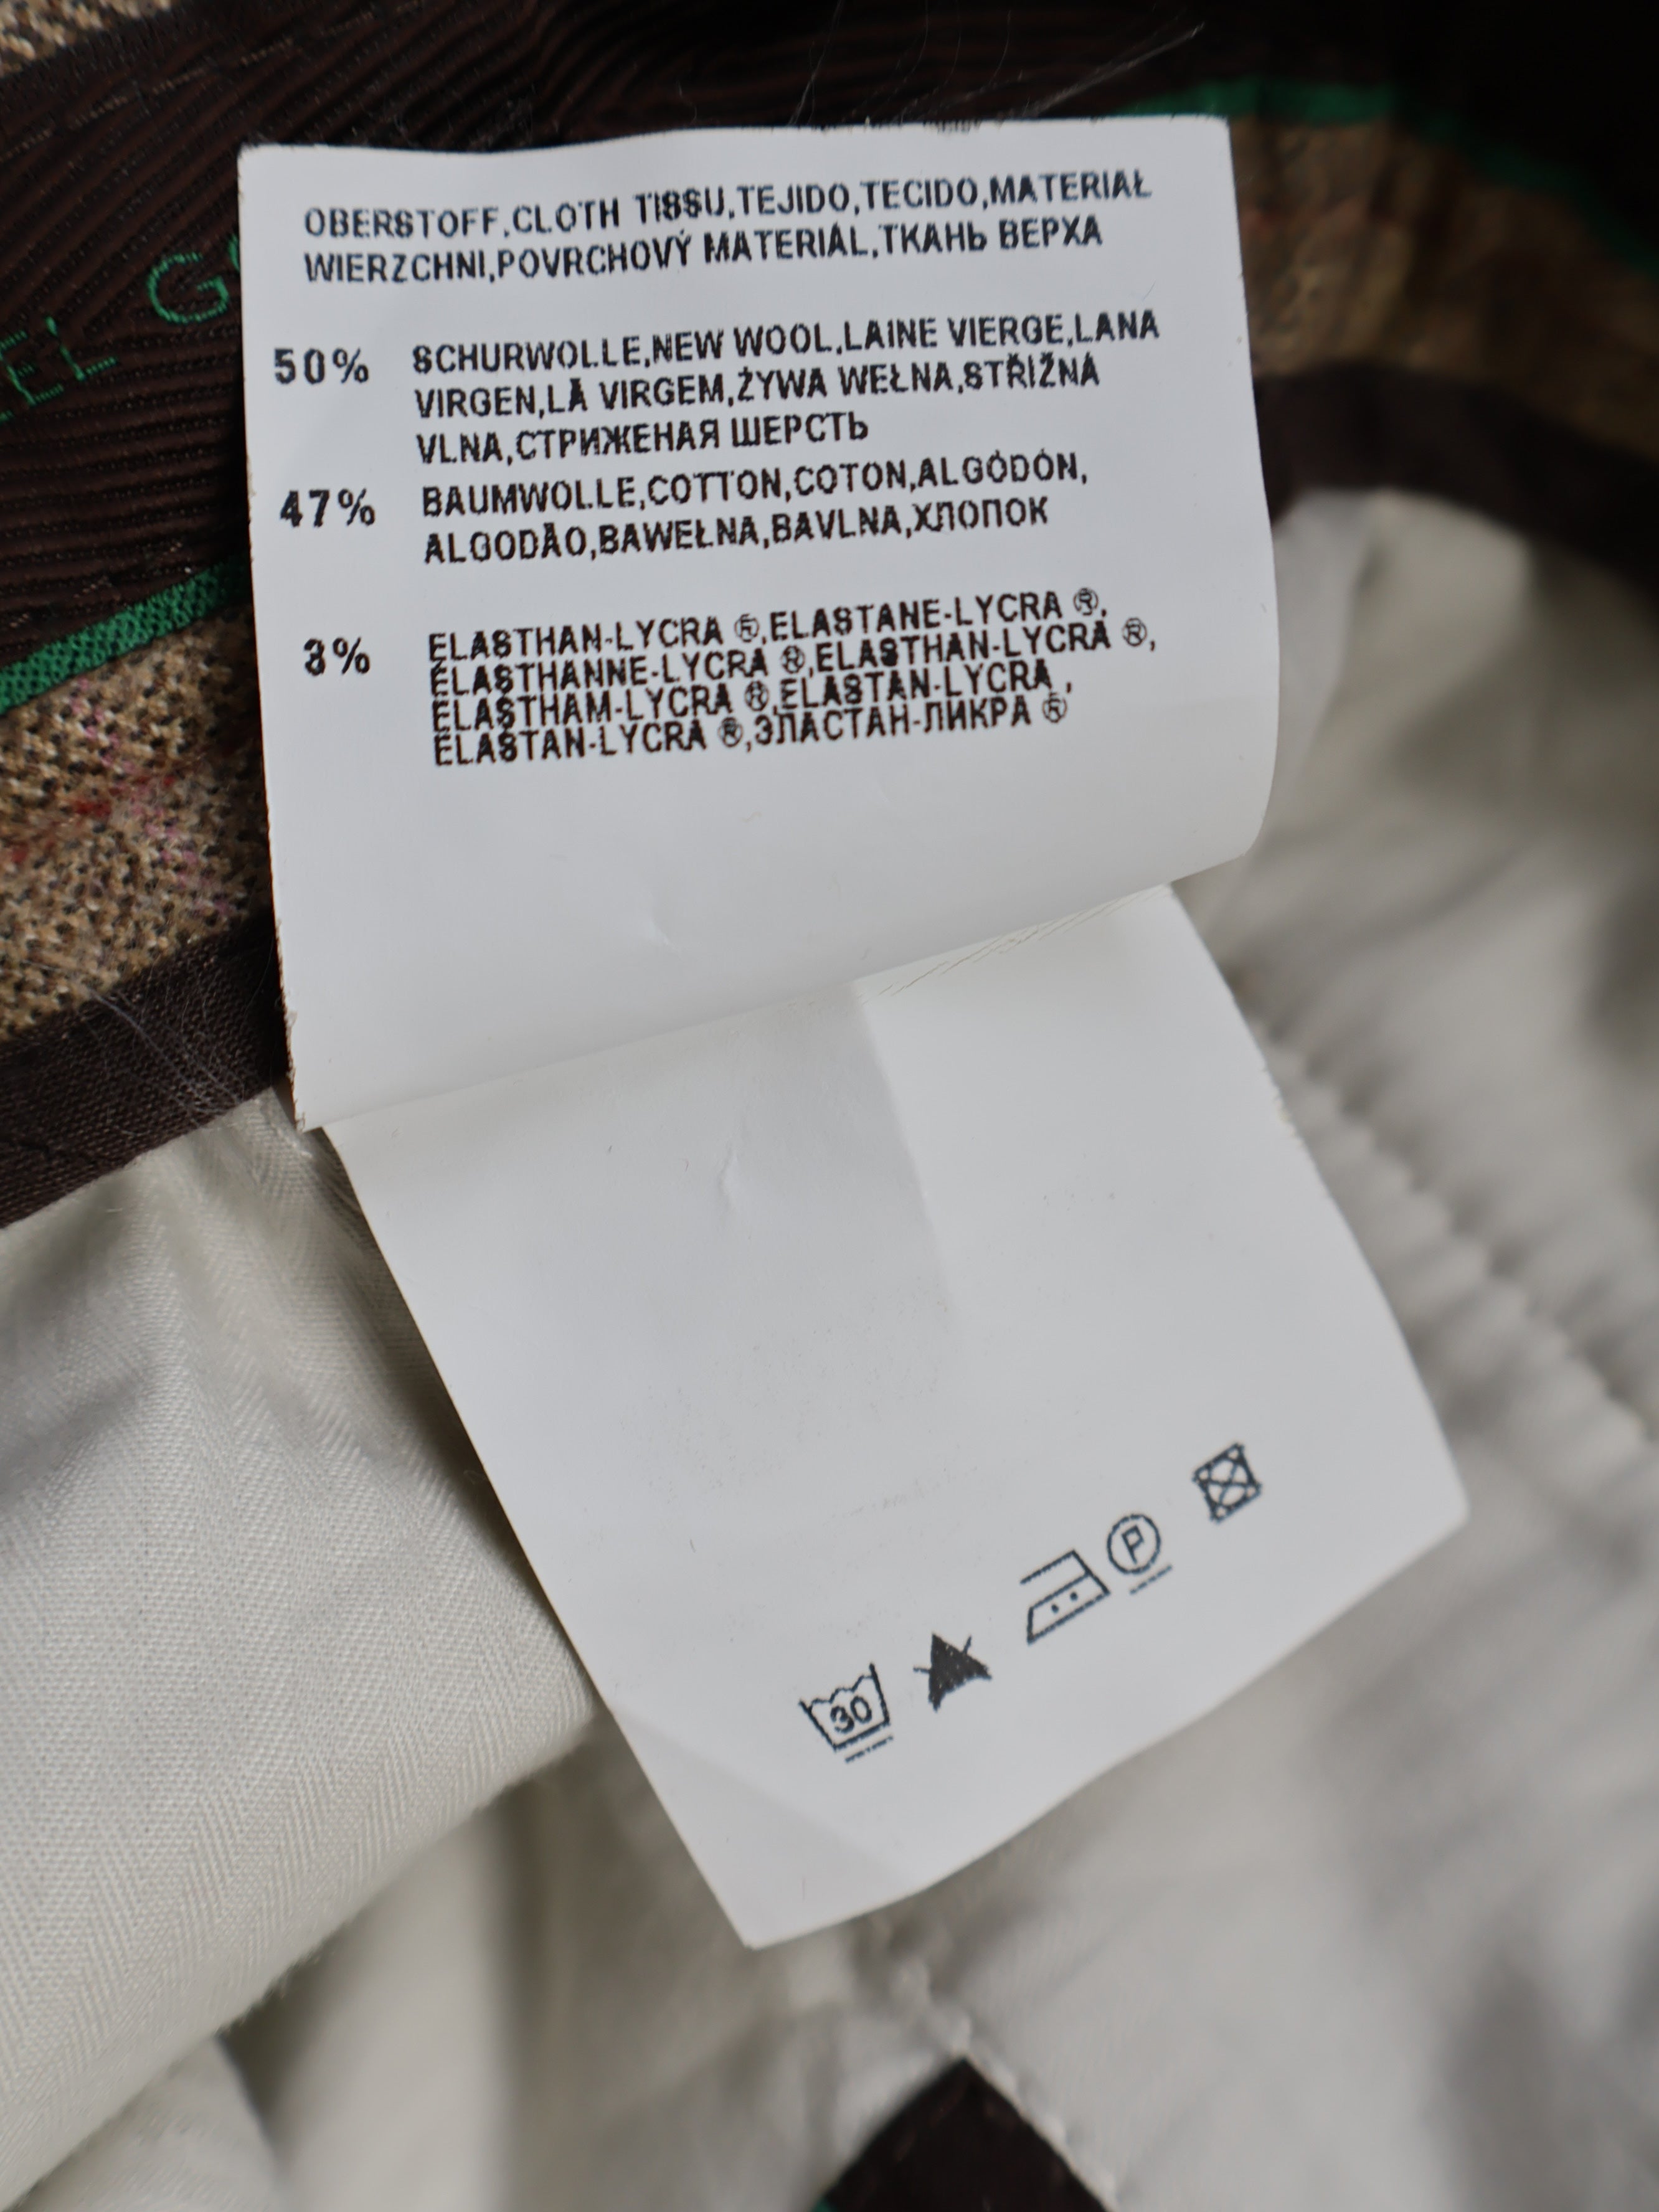 OBERSTOFF,CLOTH TISSU,TEJIDO,TECIDO,MATERIAŁ
WIERZCHNI,POVRCHOVÝ MATERIÁL,ТКАНЬ ВЕРХА
50% SCHURWOLLE,NEW WOOL,LAINE VIERGE,LANA
VIRGEN,LÃ VIRGEM,ŻYWA WEŁNA,STŘIŽNÁ
VLNA,СТРИЖЕНАЯ ШЕРСТЬ
47% BAUMWOLLE,COTTON,COTON,ALGODÓN,
ALGODÃO,BAWEŁNA,BAVLNA,ХЛОПОК
3% ELASTHAN-LYCRA ®,ELASTANE-LYCRA ®,
ÉLASTHANNE-LYCRA ®,ELASTHAN-LYCRA ®,
ELASTHAM-LYCRA ®,ELASTAN-LYCRA ,
ELASTAN-LYCRA ®,ЭЛАСТАН-ЛИКРА ®
30
P